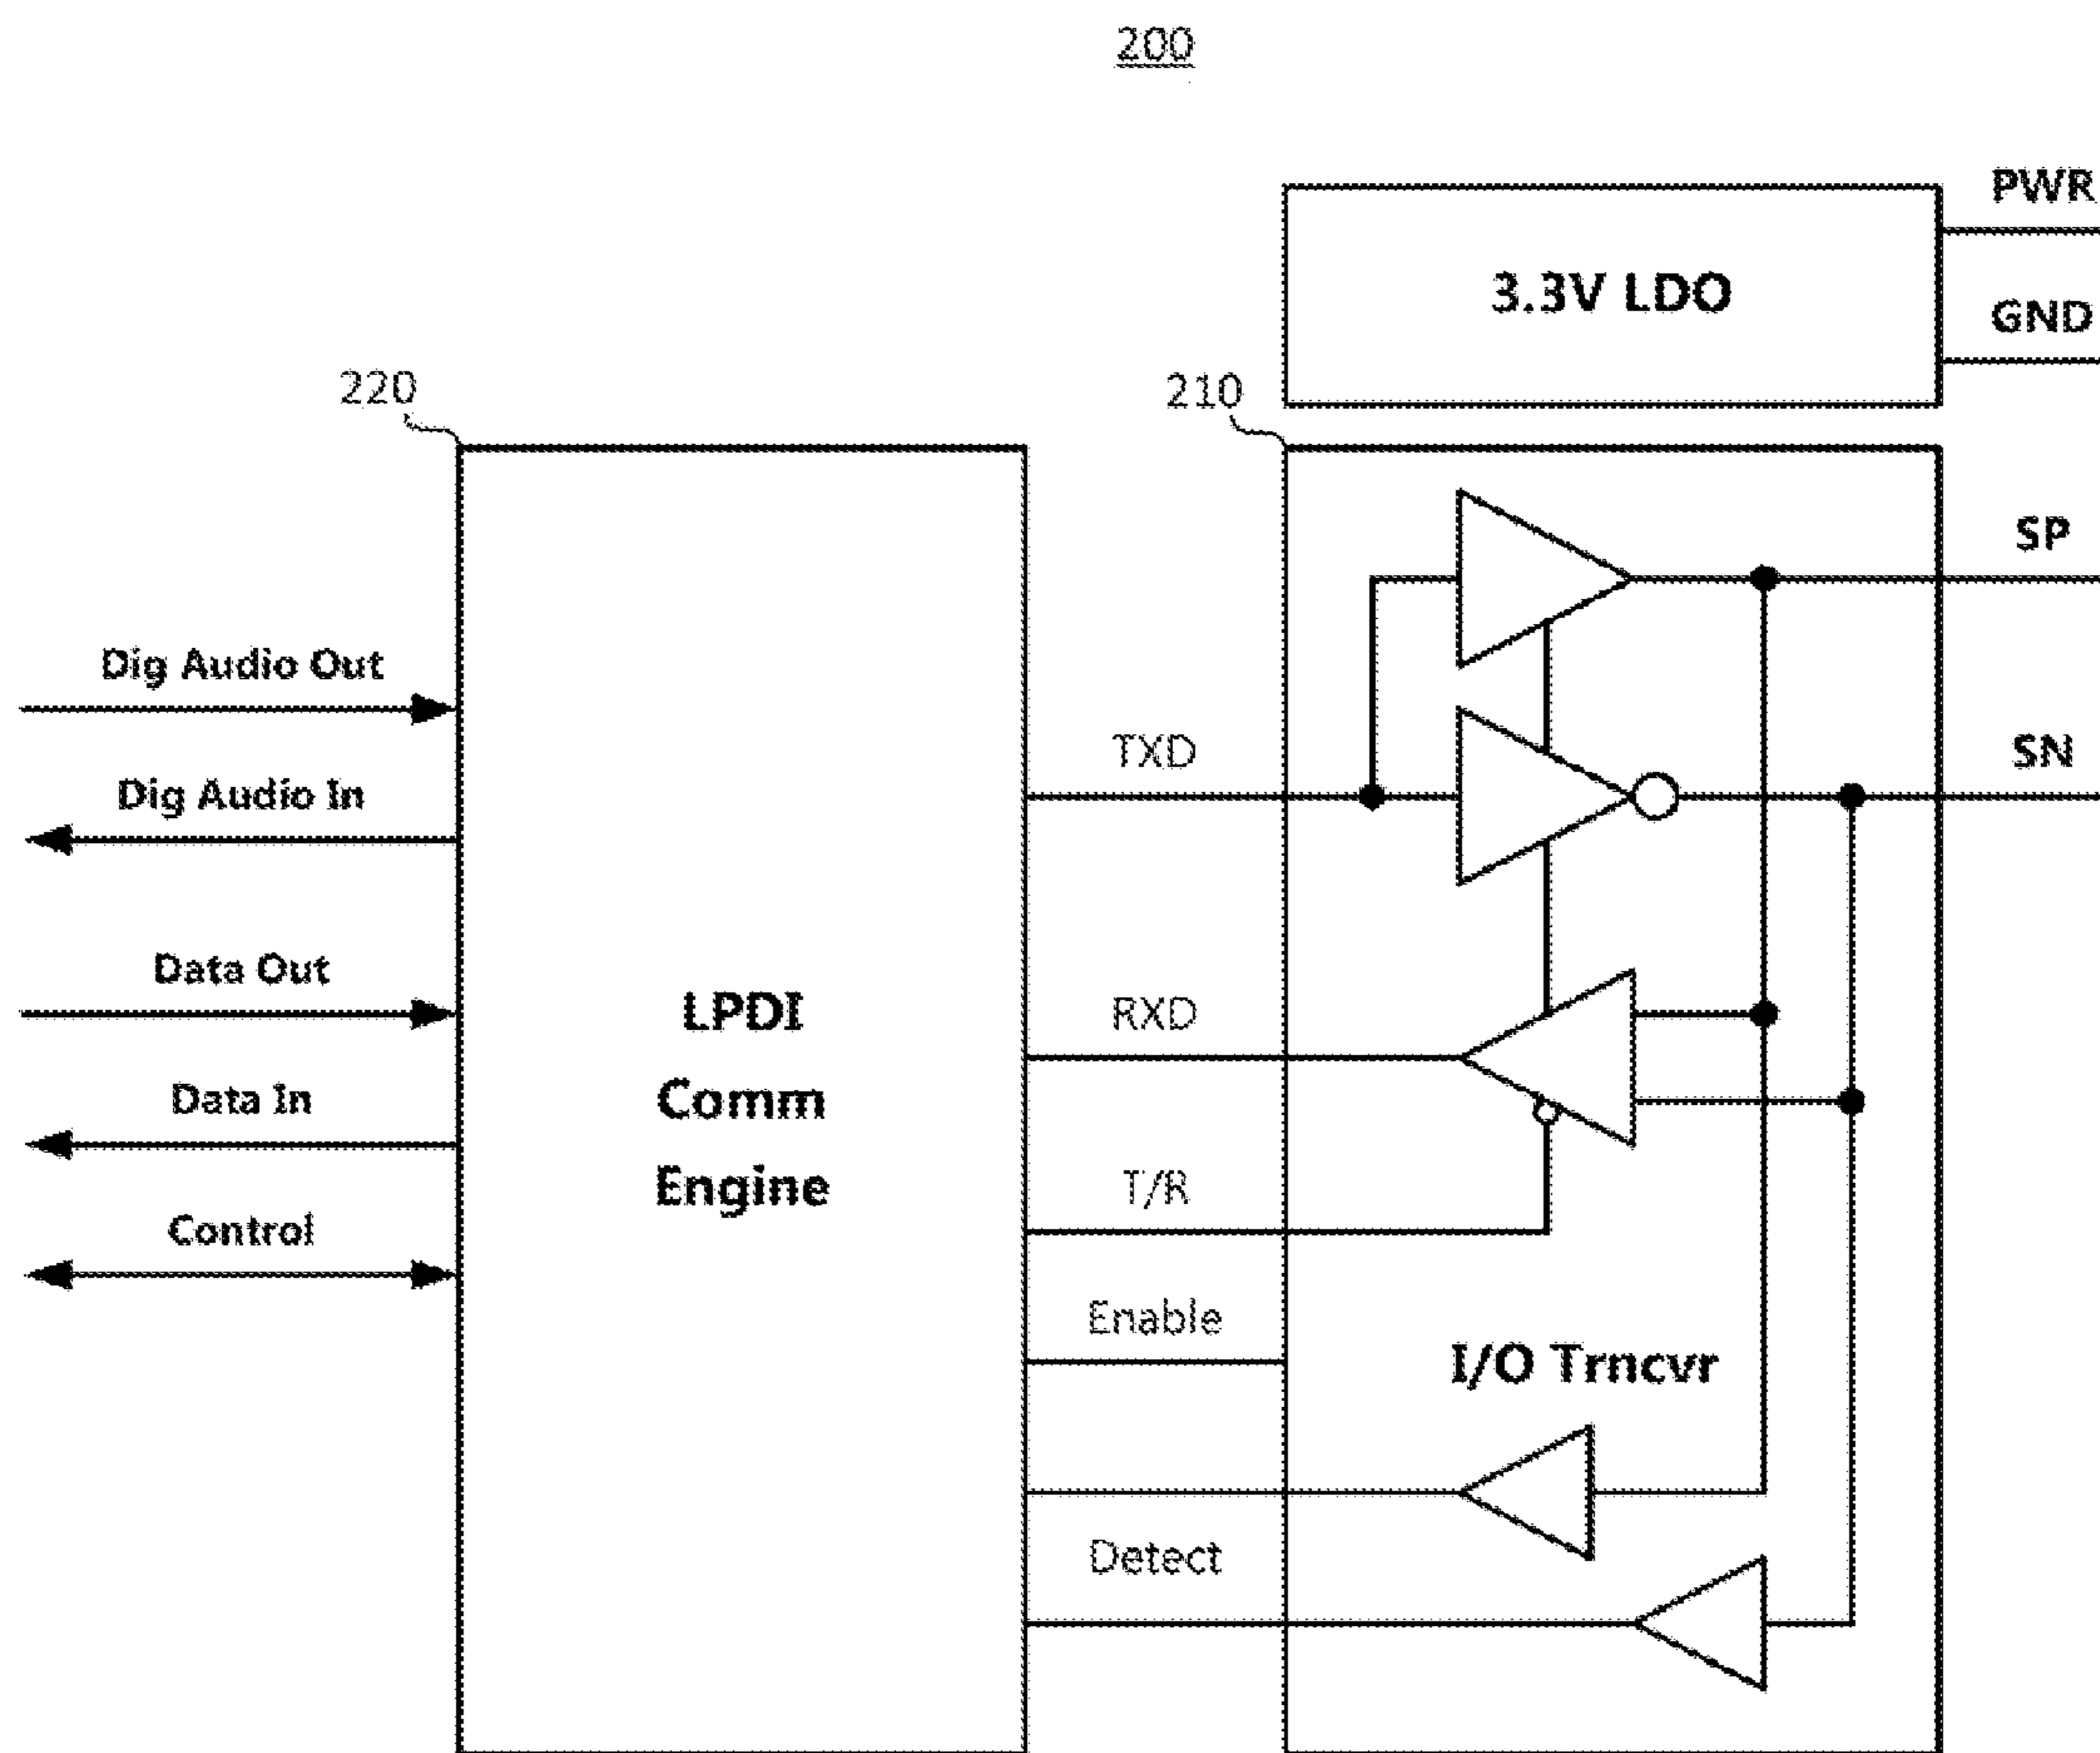 200
PWR
3.3V LDO
GND
220
210
SP
Dig Audio Out
TXD
SN
Dig Audio In
Data Out
LPDI
Comm
Engine
RXD
Data In
T/R
Control
Enable
I/O Trncvr
Detect